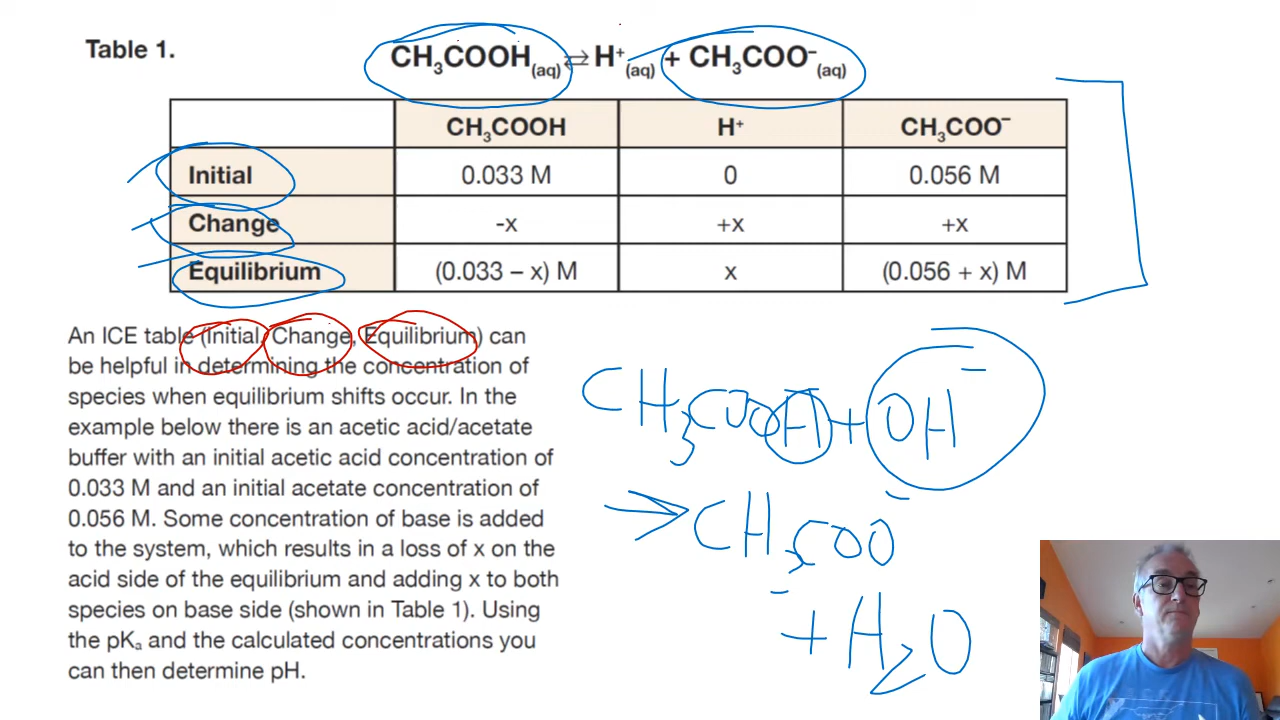 Table 1.
CH₃COOH(aq) ⇄ H⁺(aq) + CH₃COO⁻(aq)
CH₃COOH H⁺ CH₃COO⁻
Initial 0.033 M 0 0.056 M
Change -x +x +x
Equilibrium (0.033 – x) M x (0.056 + x) M
An ICE table (Initial, Change, Equilibrium) can
be helpful in determining the concentration of
species when equilibrium shifts occur. In the
example below there is an acetic acid/acetate
buffer with an initial acetic acid concentration of
0.033 M and an initial acetate concentration of
0.056 M. Some concentration of base is added
to the system, which results in a loss of x on the
acid side of the equilibrium and adding x to both
species on base side (shown in Table 1). Using
the pKₐ and the calculated concentrations you
can then determine pH.
CH₃COOH + OH⁻
→ CH₃COO⁻
+ H₂O